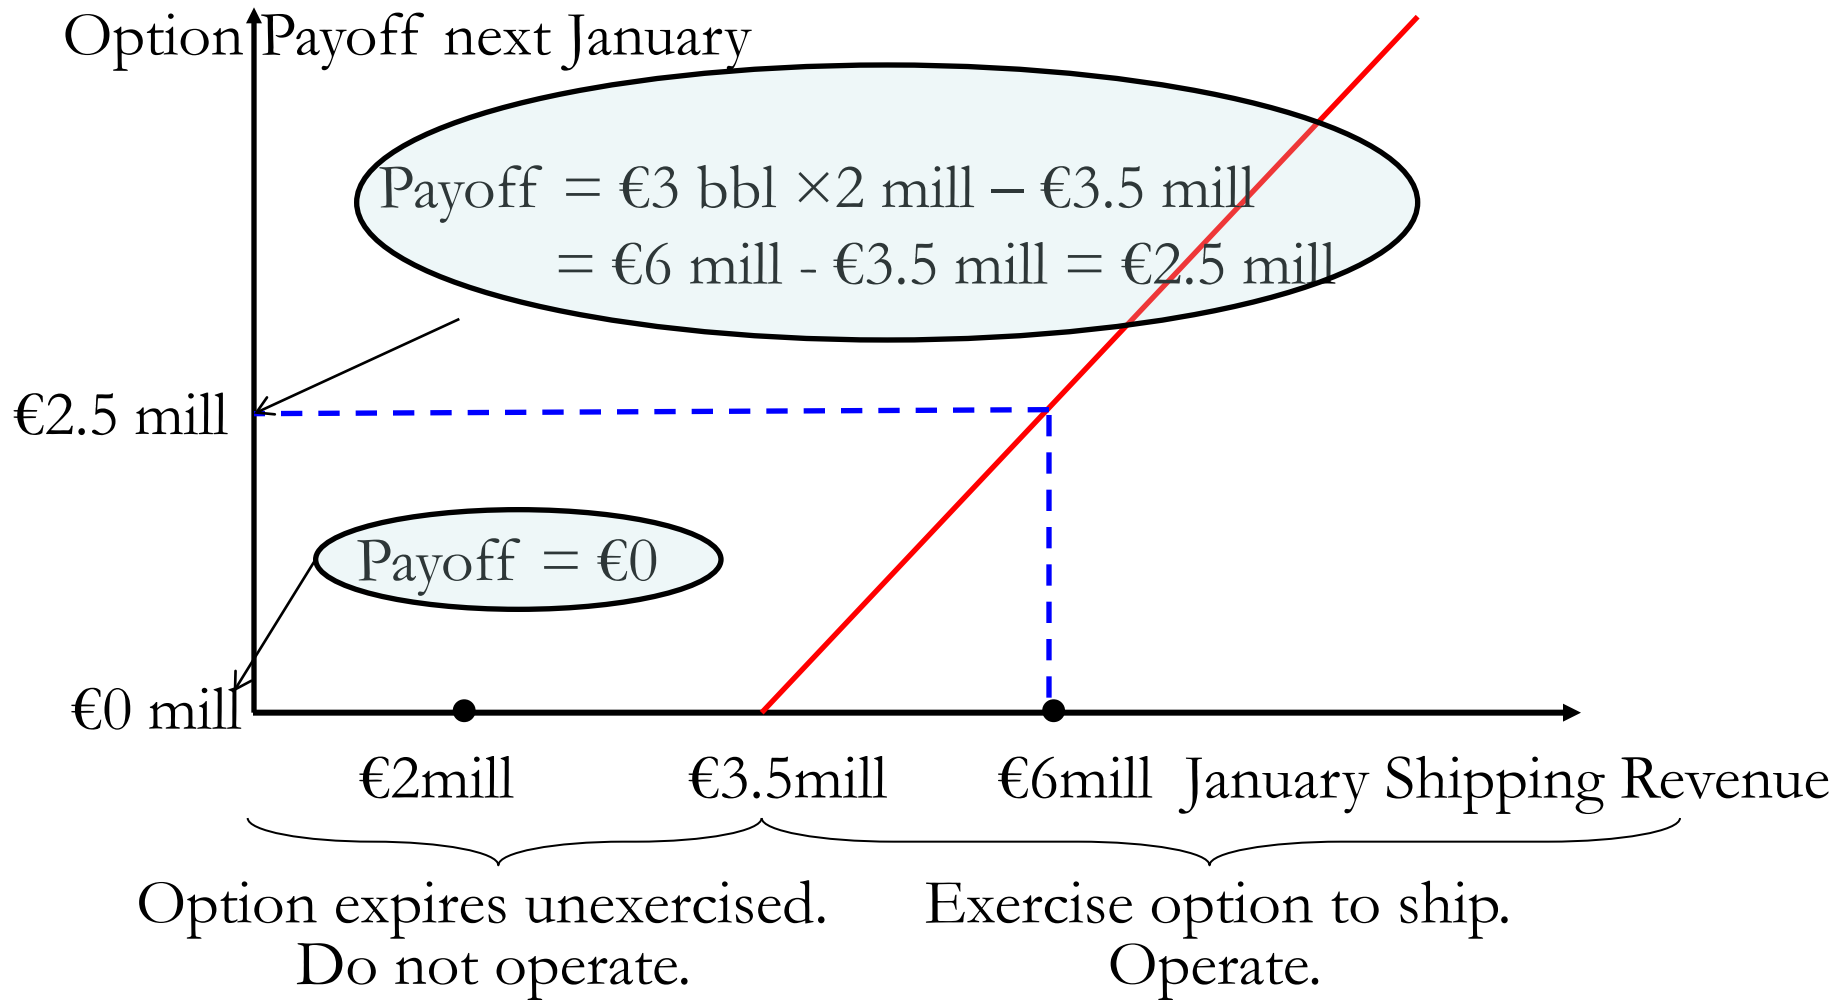 Option Payoff next January
Payoff = €3 bbl ×2 mill – €3.5 mill
= €6 mill - €3.5 mill = €2.5 mill
€2.5 mill
Payoff = €0
€0 mill
€2mill €3.5mill €6mill January Shipping Revenue
Option expires unexercised. Exercise option to ship.
Do not operate. Operate.